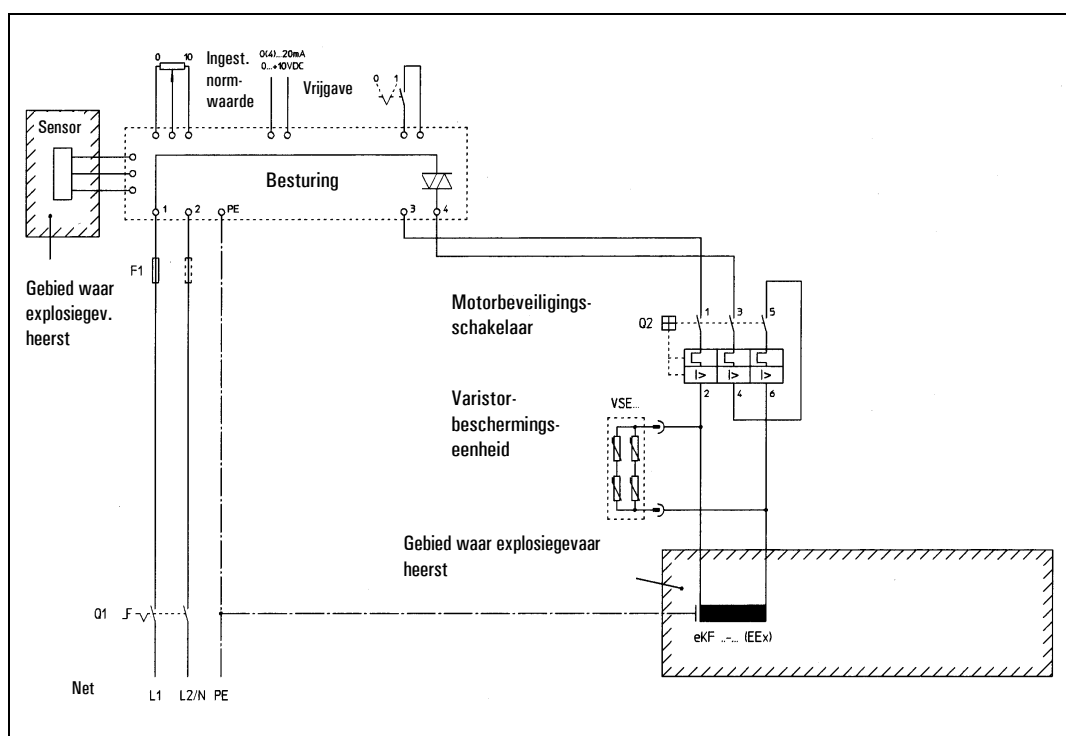 0 10
Ingest.
norm-
waarde
0(4)...20mA
0...+10VDC
Vrijgave
0 1
Sensor
Besturing
1 2 PE 3 4
F1
Gebied waar
explosiegev.
heerst
Motorbeveiligings-
schakelaar
Q2
1 3 5
I> I> I>
2 4 6
Varistor-
beschermings-
eenheid
VSE...
Gebied waar explosiegevaar
heerst
Q1
eKF ..-... (EEx)
Net
L1 L2/N PE